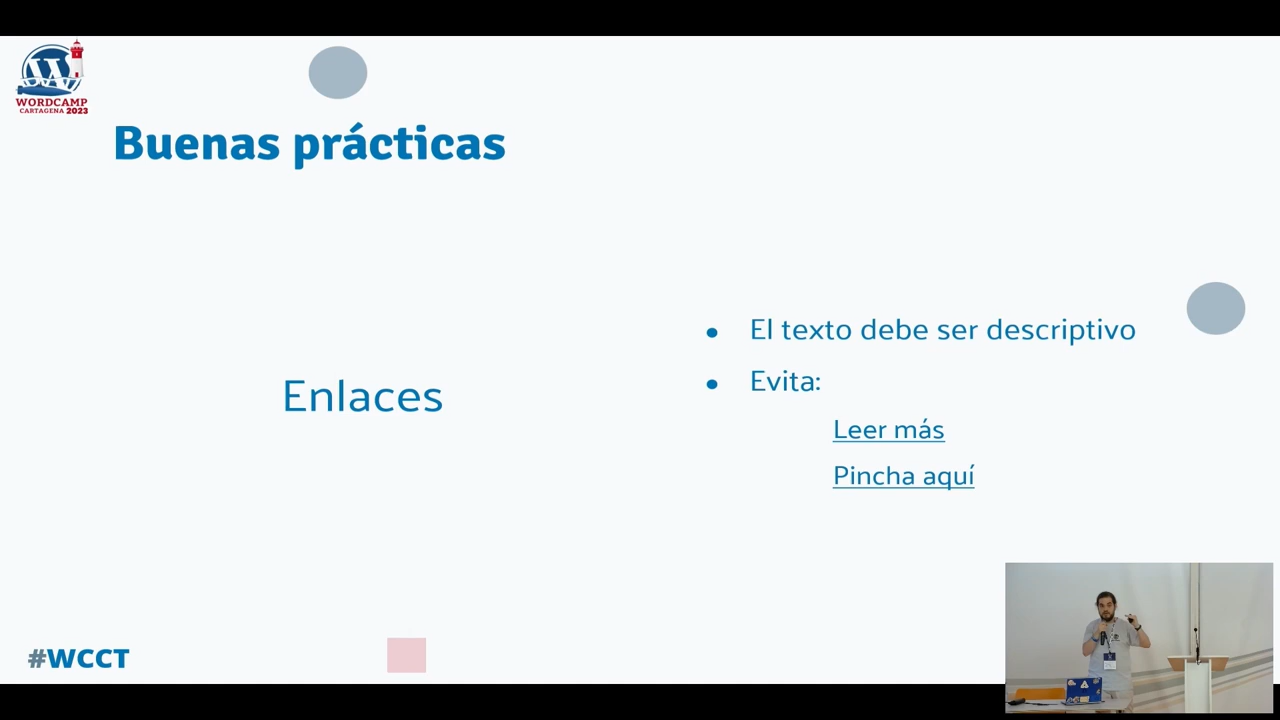 WORDCAMP
CARTAGENA 2023
Buenas prácticas
Enlaces
● El texto debe ser descriptivo
● Evita:
Leer más
Pincha aquí
#WCCT